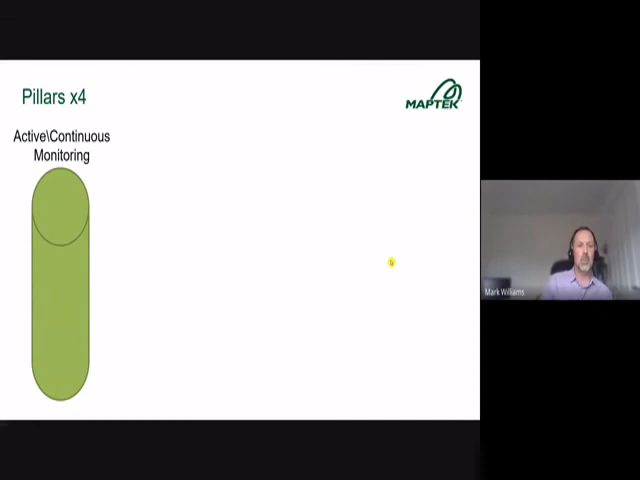 Pillars x4
MAPTEK
Active\Continuous
Monitoring
Mark Williams